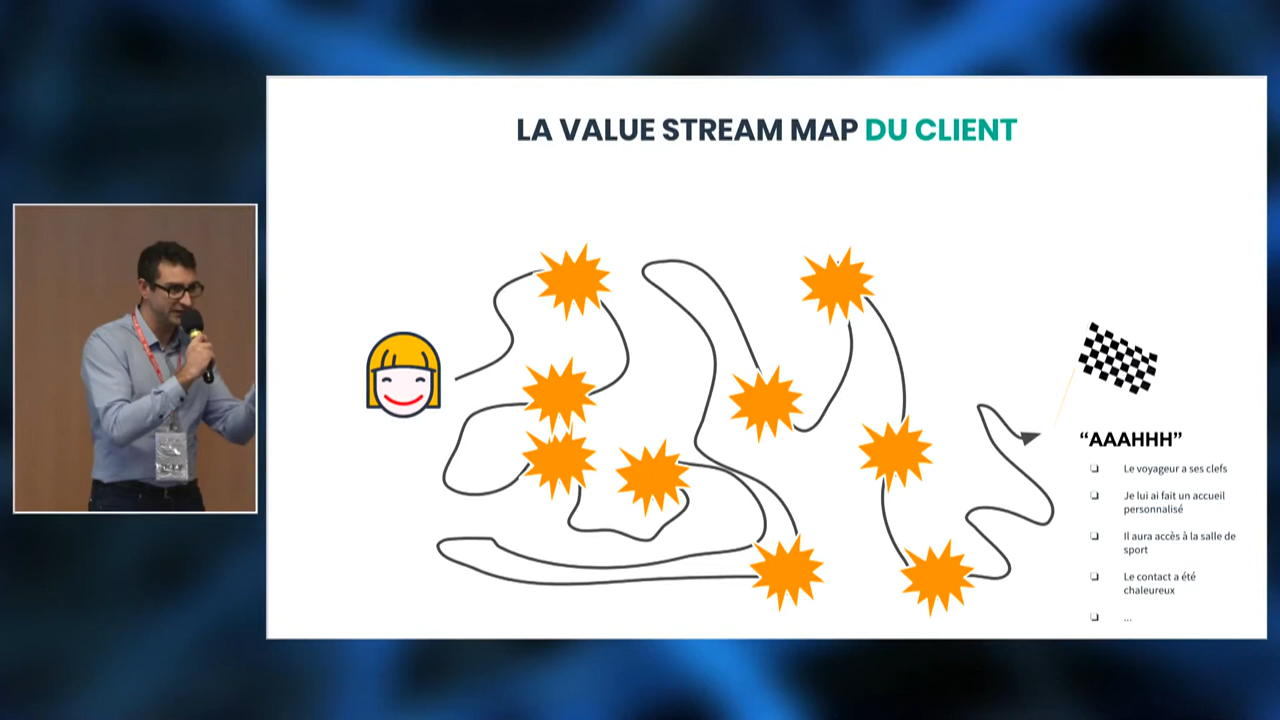 LA VALUE STREAM MAP DU CLIENT
“AAAHHH”
Le voyageur a ses clefs
Je lui ai fait un accueil
personnalisé
Il aura accès à la salle de
sport
Le contact a été
chaleureux
...